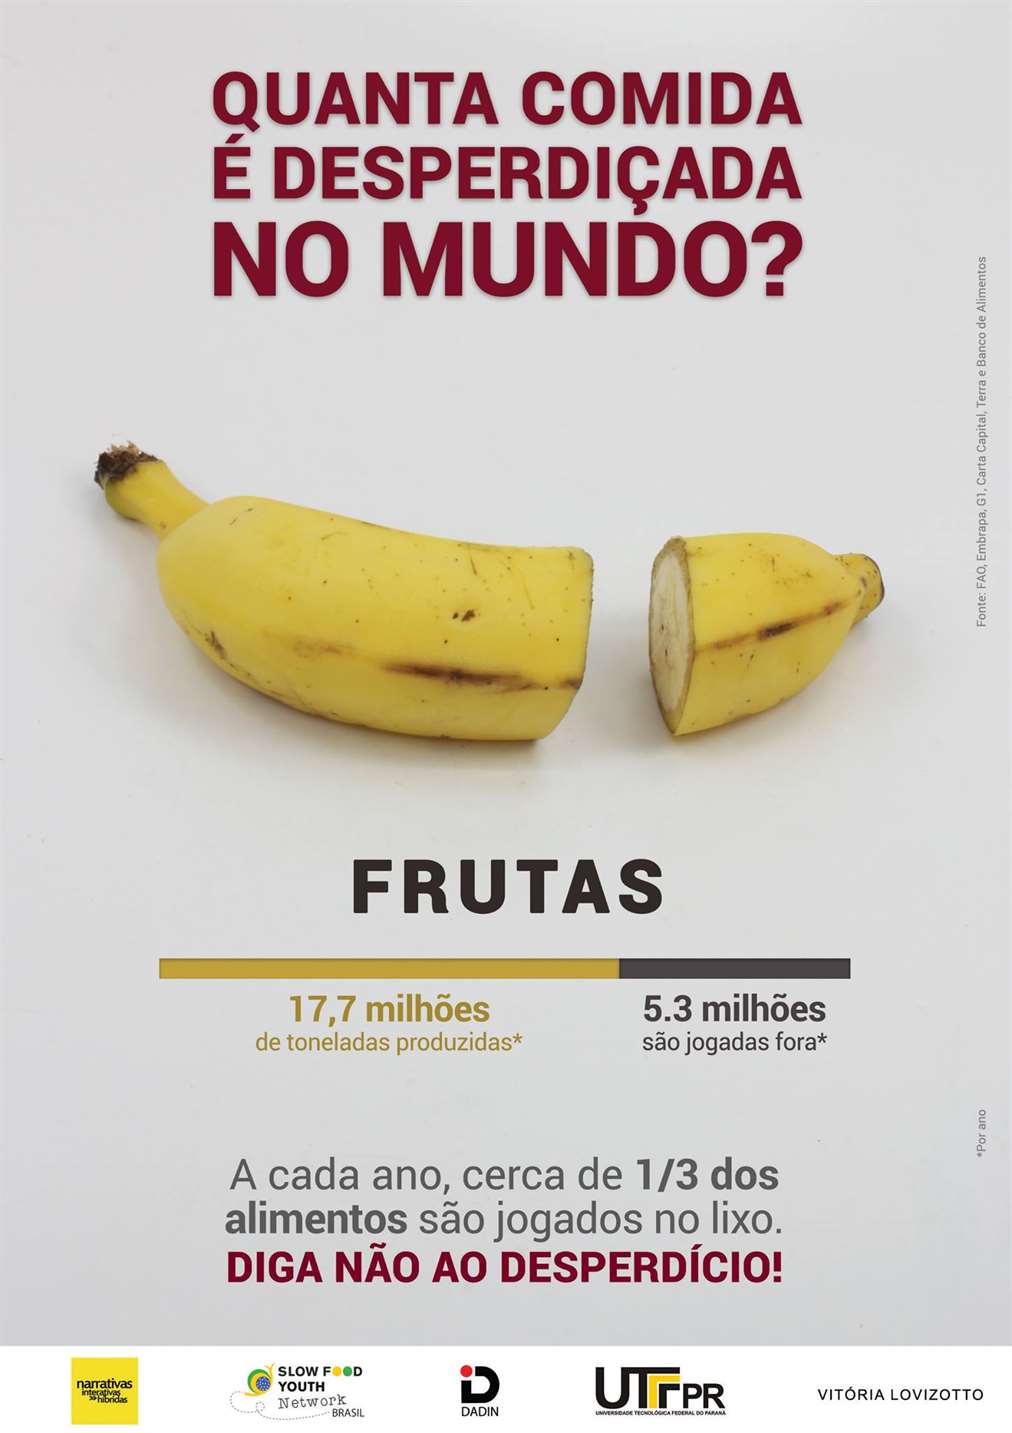 QUANTA COMIDA
É DESPERDIÇADA
NO MUNDO?
Fonte: FAO, Embrapa, G1, Carta Capital, Terra e Banco de Alimentos
FRUTAS
17,7 milhões
de toneladas produzidas*
5.3 milhões
são jogadas fora*
*Por ano
A cada ano, cerca de 1/3 dos
alimentos são jogados no lixo.
DIGA NÃO AO DESPERDÍCIO!
narrativas
interativas
híbridas
SLOW FOOD
YOUTH
Network
BRASIL
DADIN
UTFPR
UNIVERSIDADE TECNOLÓGICA FEDERAL DO PARANÁ
VITÓRIA LOVIZOTTO